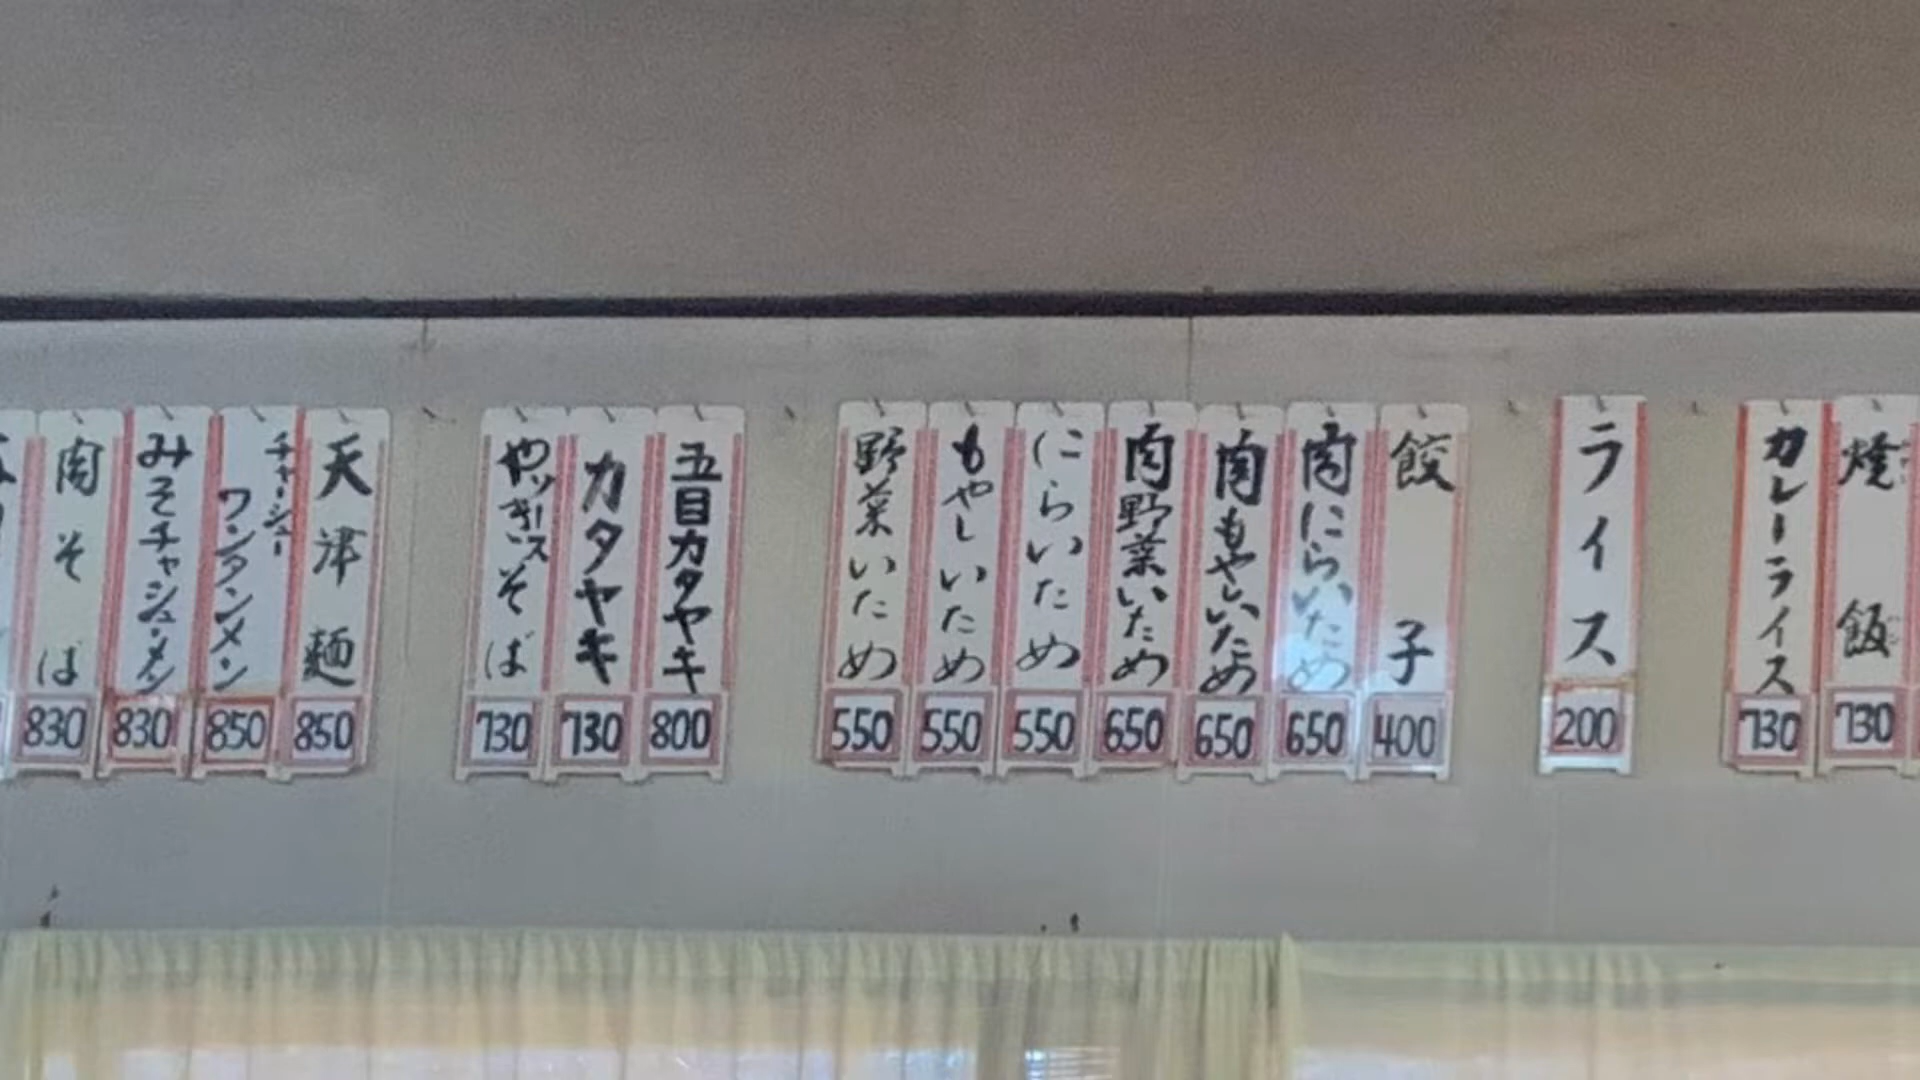 肉そば
830
みそチャシューメン
830
チャーシュー
ワンタンメン
850
天津麺
850
やきそば
ソース
730
カタヤキ
730
五目カタヤキ
800
野菜いため
550
もやしいため
550
にらいため
550
肉野菜いため
650
肉もやしいため
650
肉にらいため
650
餃子
400
ライス
200
カレーライス
730
焼飯
730